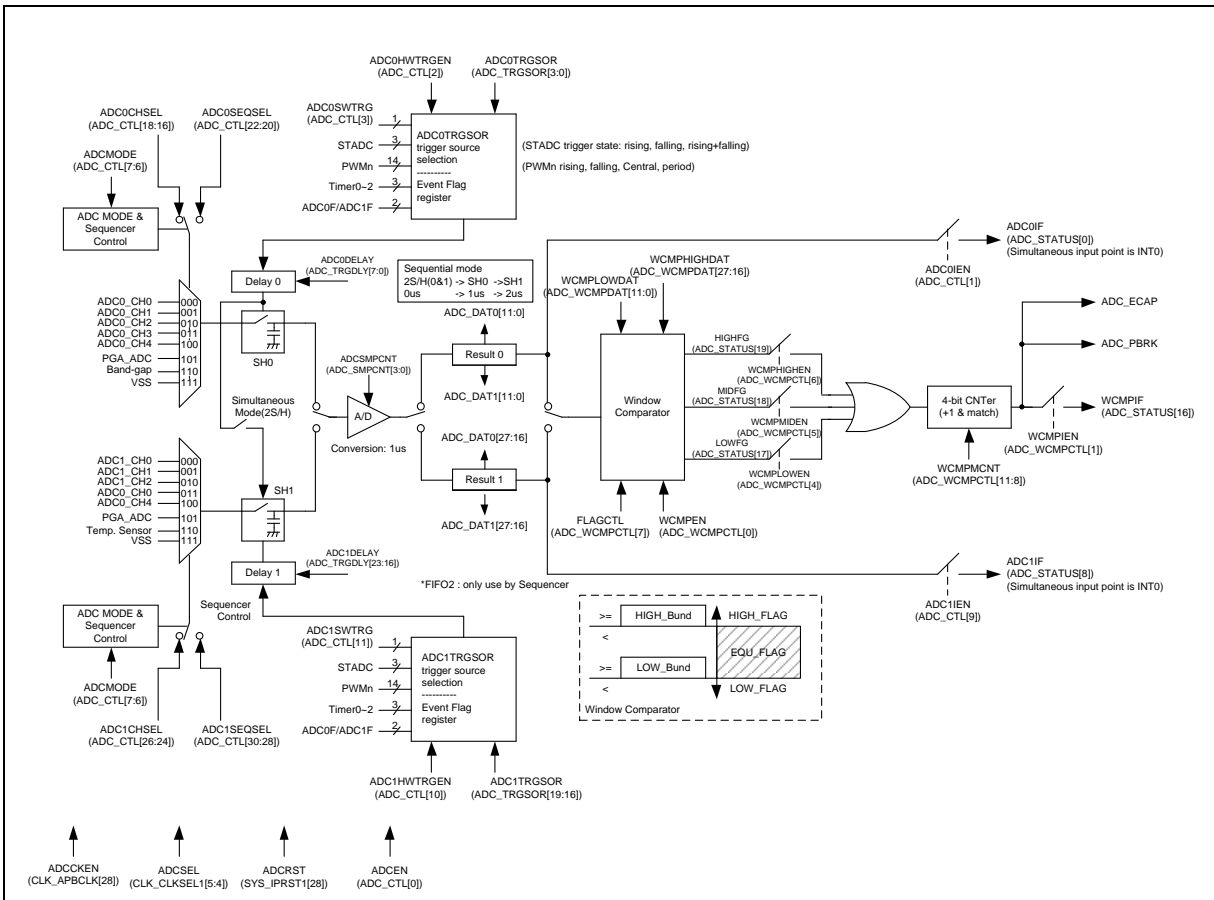 ADC0HWTRGEN
(ADC_CTL[2])
ADC0TRGSOR
(ADC_TRGSOR[3:0])
ADC0CHSEL
(ADC_CTL[18:16])
ADC0SEQSEL
(ADC_CTL[22:20])
ADCMODE
(ADC_CTL[7:6])
ADC MODE &
Sequencer
Control
ADC0SWTRG
(ADC_CTL[3])
1
STADC
3
PWMn
14
Timer0~2
3
ADC0F/ADC1F
2
ADC0TRGSOR
trigger source
selection
----------
Event Flag
register
(STADC trigger state: rising, falling, rising+falling)
(PWMn rising, falling, Central, period)
Delay 0
ADC0DELAY
(ADC_TRGDLY[7:0])
Sequential mode
2S/H(0&1) -> SH0 ->SH1
0us -> 1us -> 2us
ADC0_CH0
000
ADC0_CH1
001
ADC0_CH2
010
ADC0_CH3
011
ADC0_CH4
100
PGA_ADC
101
Band-gap
110
VSS
111
SH0
Simultaneous
Mode(2S/H)
ADCSMPCNT
(ADC_SMPCNT[3:0])
A/D
Conversion: 1us
ADC_DAT0[11:0]
Result 0
ADC_DAT1[11:0]
ADC_DAT0[27:16]
Result 1
ADC_DAT1[27:16]
WCMPHIGHDAT
(ADC_WCMPDAT[27:16])
WCMPLOWDAT
(ADC_WCMPDAT[11:0])
Window
Comparator
HIGHFG
(ADC_STATUS[19])
WCMPHIGHEN
(ADC_WCMPCTL[6])
MIDFG
(ADC_STATUS[18])
WCMPMIDEN
(ADC_WCMPCTL[5])
LOWFG
(ADC_STATUS[17])
WCMPLOWEN
(ADC_WCMPCTL[4])
FLAGCTL
(ADC_WCMPCTL[7])
WCMPEN
(ADC_WCMPCTL[0])
ADC0IEN
(ADC_CTL[1])
ADC0IF
(ADC_STATUS[0])
(Simultaneous input point is INT0)
ADC_ECAP
ADC_PBRK
4-bit CNTer
(+1 & match)
WCMPMCNT
(ADC_WCMPCTL[11:8])
WCMPIEN
(ADC_WCMPCTL[1])
WCMPIF
(ADC_STATUS[16])
ADC1_CH0
000
ADC1_CH1
001
ADC1_CH2
010
ADC0_CH0
011
ADC0_CH4
100
PGA_ADC
101
Temp. Sensor
110
VSS
111
SH1
Delay 1
ADC1DELAY
(ADC_TRGDLY[23:16])
*FIFO2 : only use by Sequencer
ADC1IEN
(ADC_CTL[9])
ADC1IF
(ADC_STATUS[8])
(Simultaneous input point is INT0)
ADC MODE &
Sequencer
Control
Sequencer
Control
ADCMODE
(ADC_CTL[7:6])
ADC1CHSEL
(ADC_CTL[26:24])
ADC1SEQSEL
(ADC_CTL[30:28])
ADC1SWTRG
(ADC_CTL[11])
1
STADC
3
PWMn
14
Timer0~2
3
ADC0F/ADC1F
2
ADC1TRGSOR
trigger source
selection
----------
Event Flag
register
ADC1HWTRGEN
(ADC_CTL[10])
ADC1TRGSOR
(ADC_TRGSOR[19:16])
>=
HIGH_Bund
HIGH_FLAG
<
EQU_FLAG
>=
LOW_Bund
<
LOW_FLAG
Window Comparator
ADCCKEN
(CLK_APBCLK[28])
ADCSEL
(CLK_CLKSEL1[5:4])
ADCRST
(SYS_IPRST1[28])
ADCEN
(ADC_CTL[0])